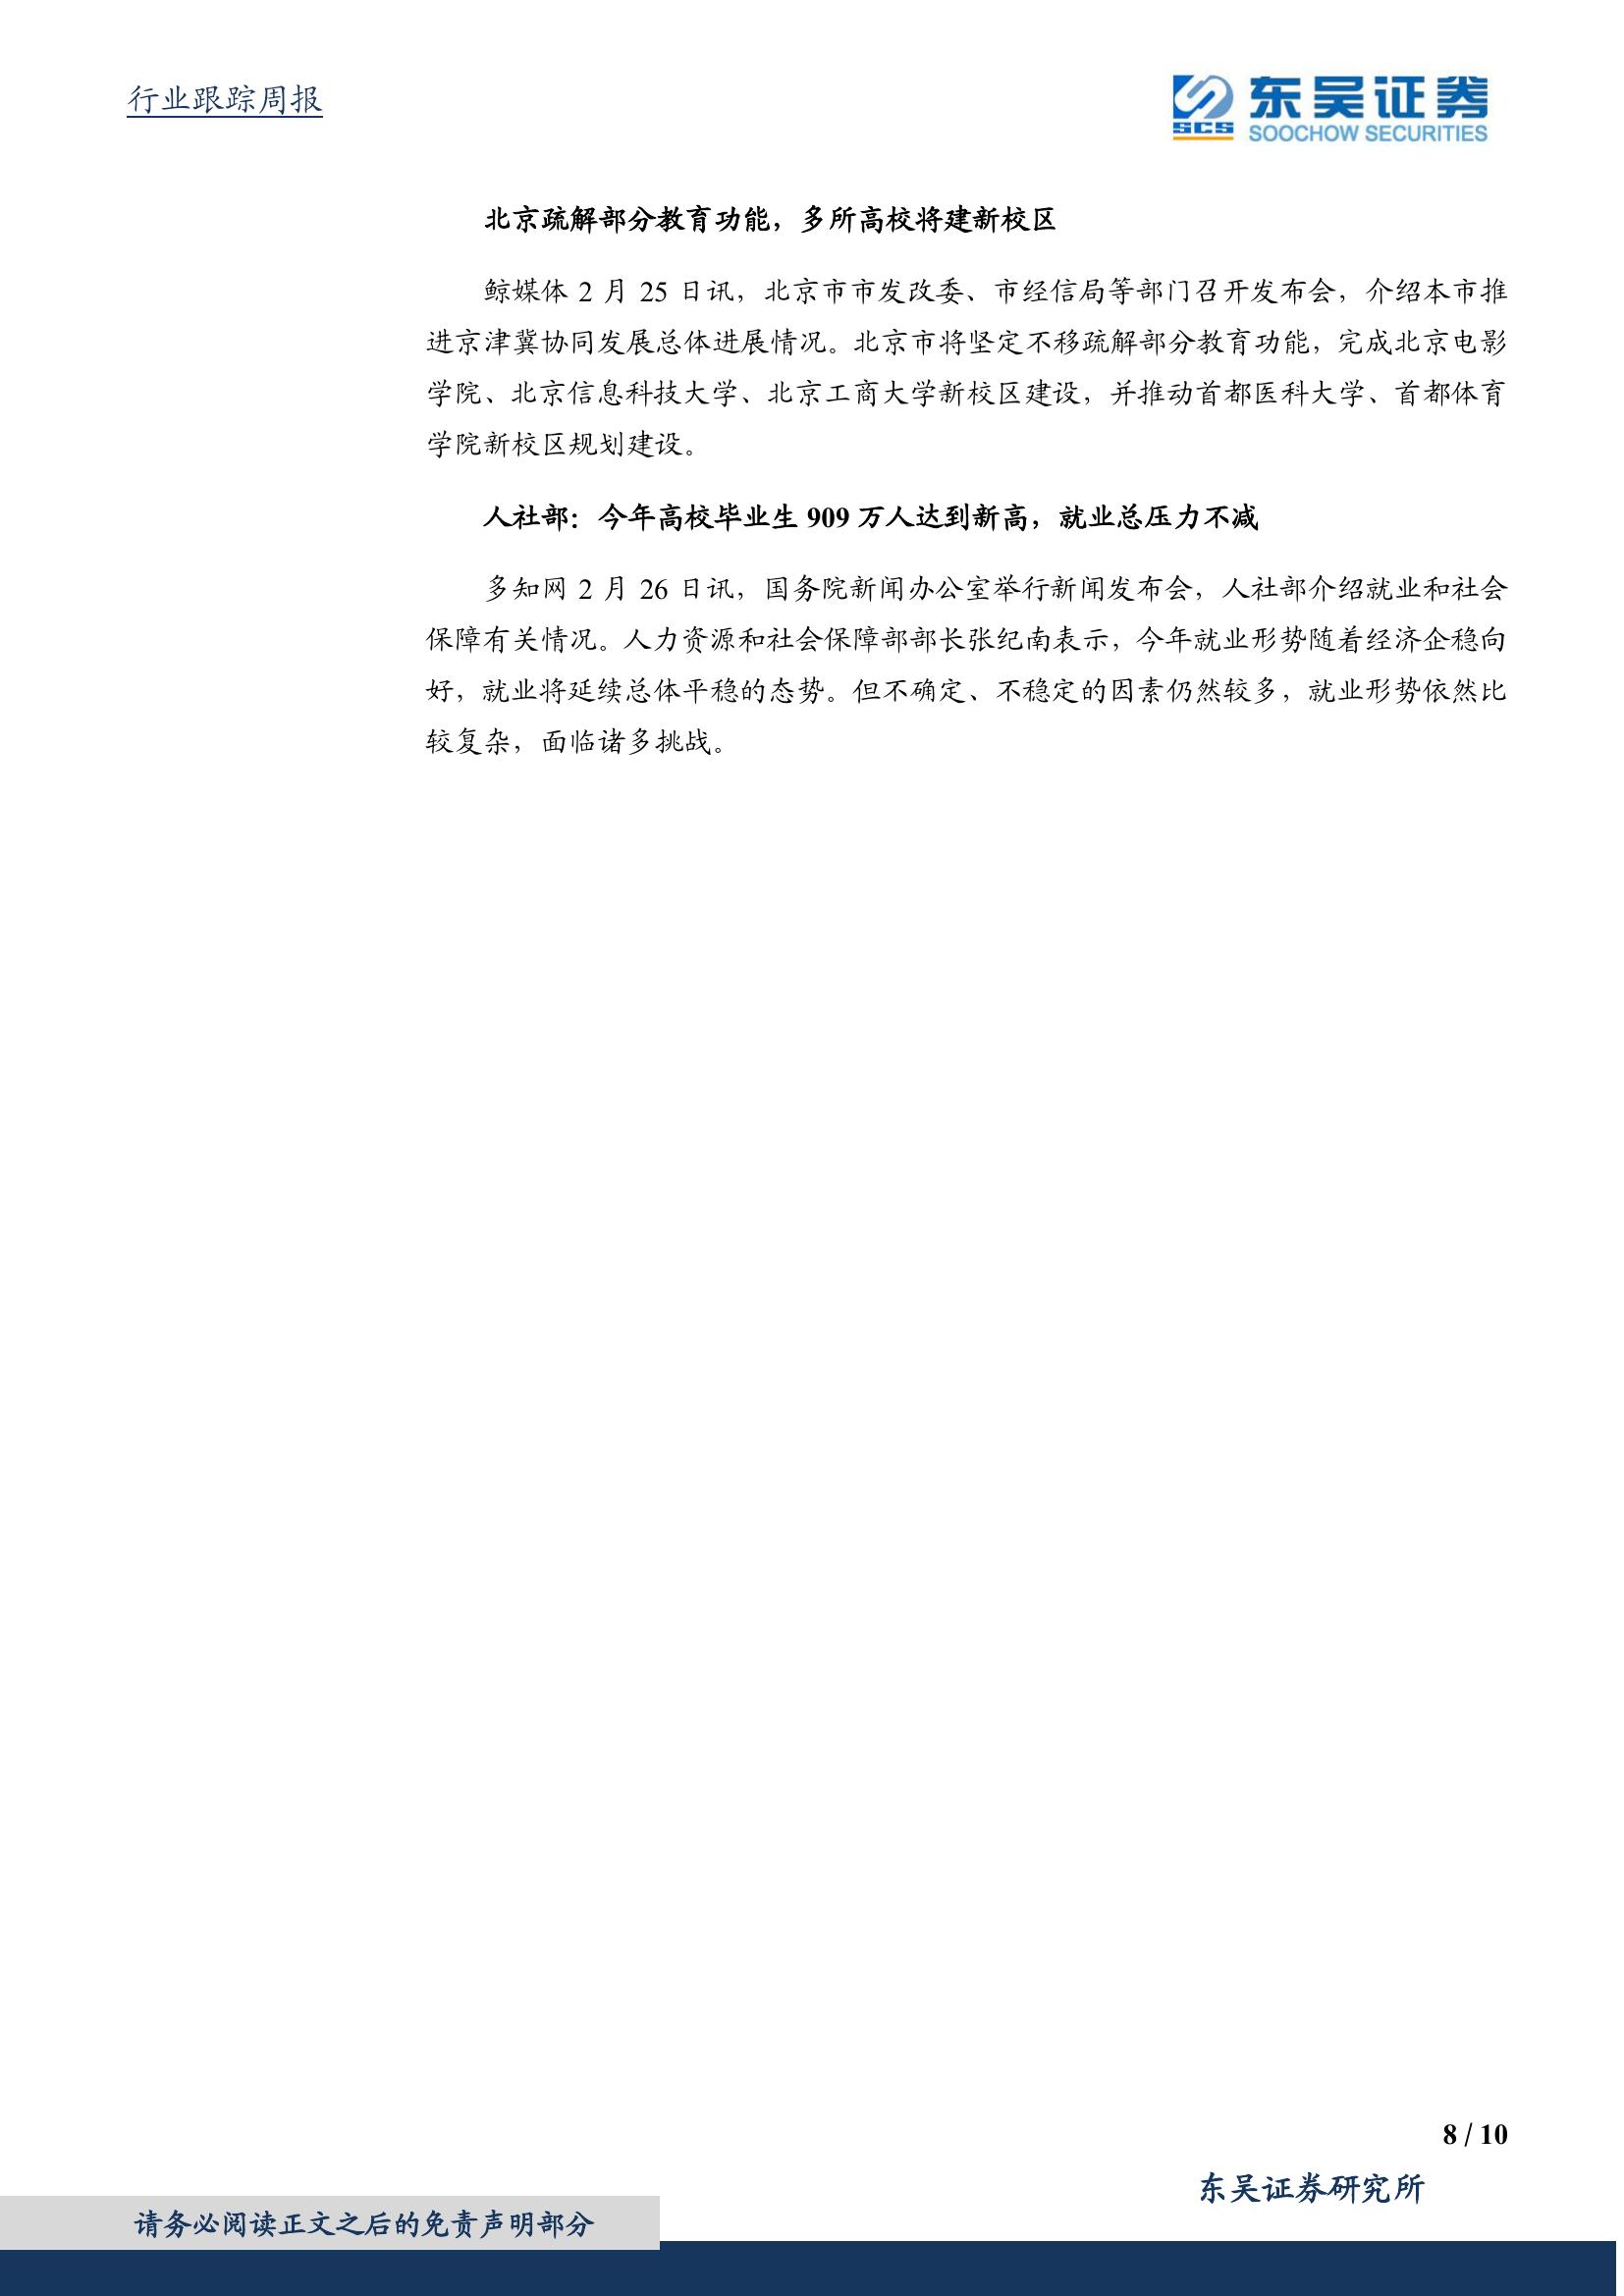 行业跟踪周报
SCS
东吴证券
SOOCHOW SECURITIES
北京疏解部分教育功能，多所高校将建新校区
鲸媒体 2 月 25 日讯，北京市市发改委、市经信局等部门召开发布会，介绍本市推
进京津冀协同发展总体进展情况。北京市将坚定不移疏解部分教育功能，完成北京电影
学院、北京信息科技大学、北京工商大学新校区建设，并推动首都医科大学、首都体育
学院新校区规划建设。
人社部：今年高校毕业生 909 万人达到新高，就业总压力不减
多知网 2 月 26 日讯，国务院新闻办公室举行新闻发布会，人社部介绍就业和社会
保障有关情况。人力资源和社会保障部部长张纪南表示，今年就业形势随着经济企稳向
好，就业将延续总体平稳的态势。但不确定、不稳定的因素仍然较多，就业形势依然比
较复杂，面临诸多挑战。
8 / 10
东吴证券研究所
请务必阅读正文之后的免责声明部分